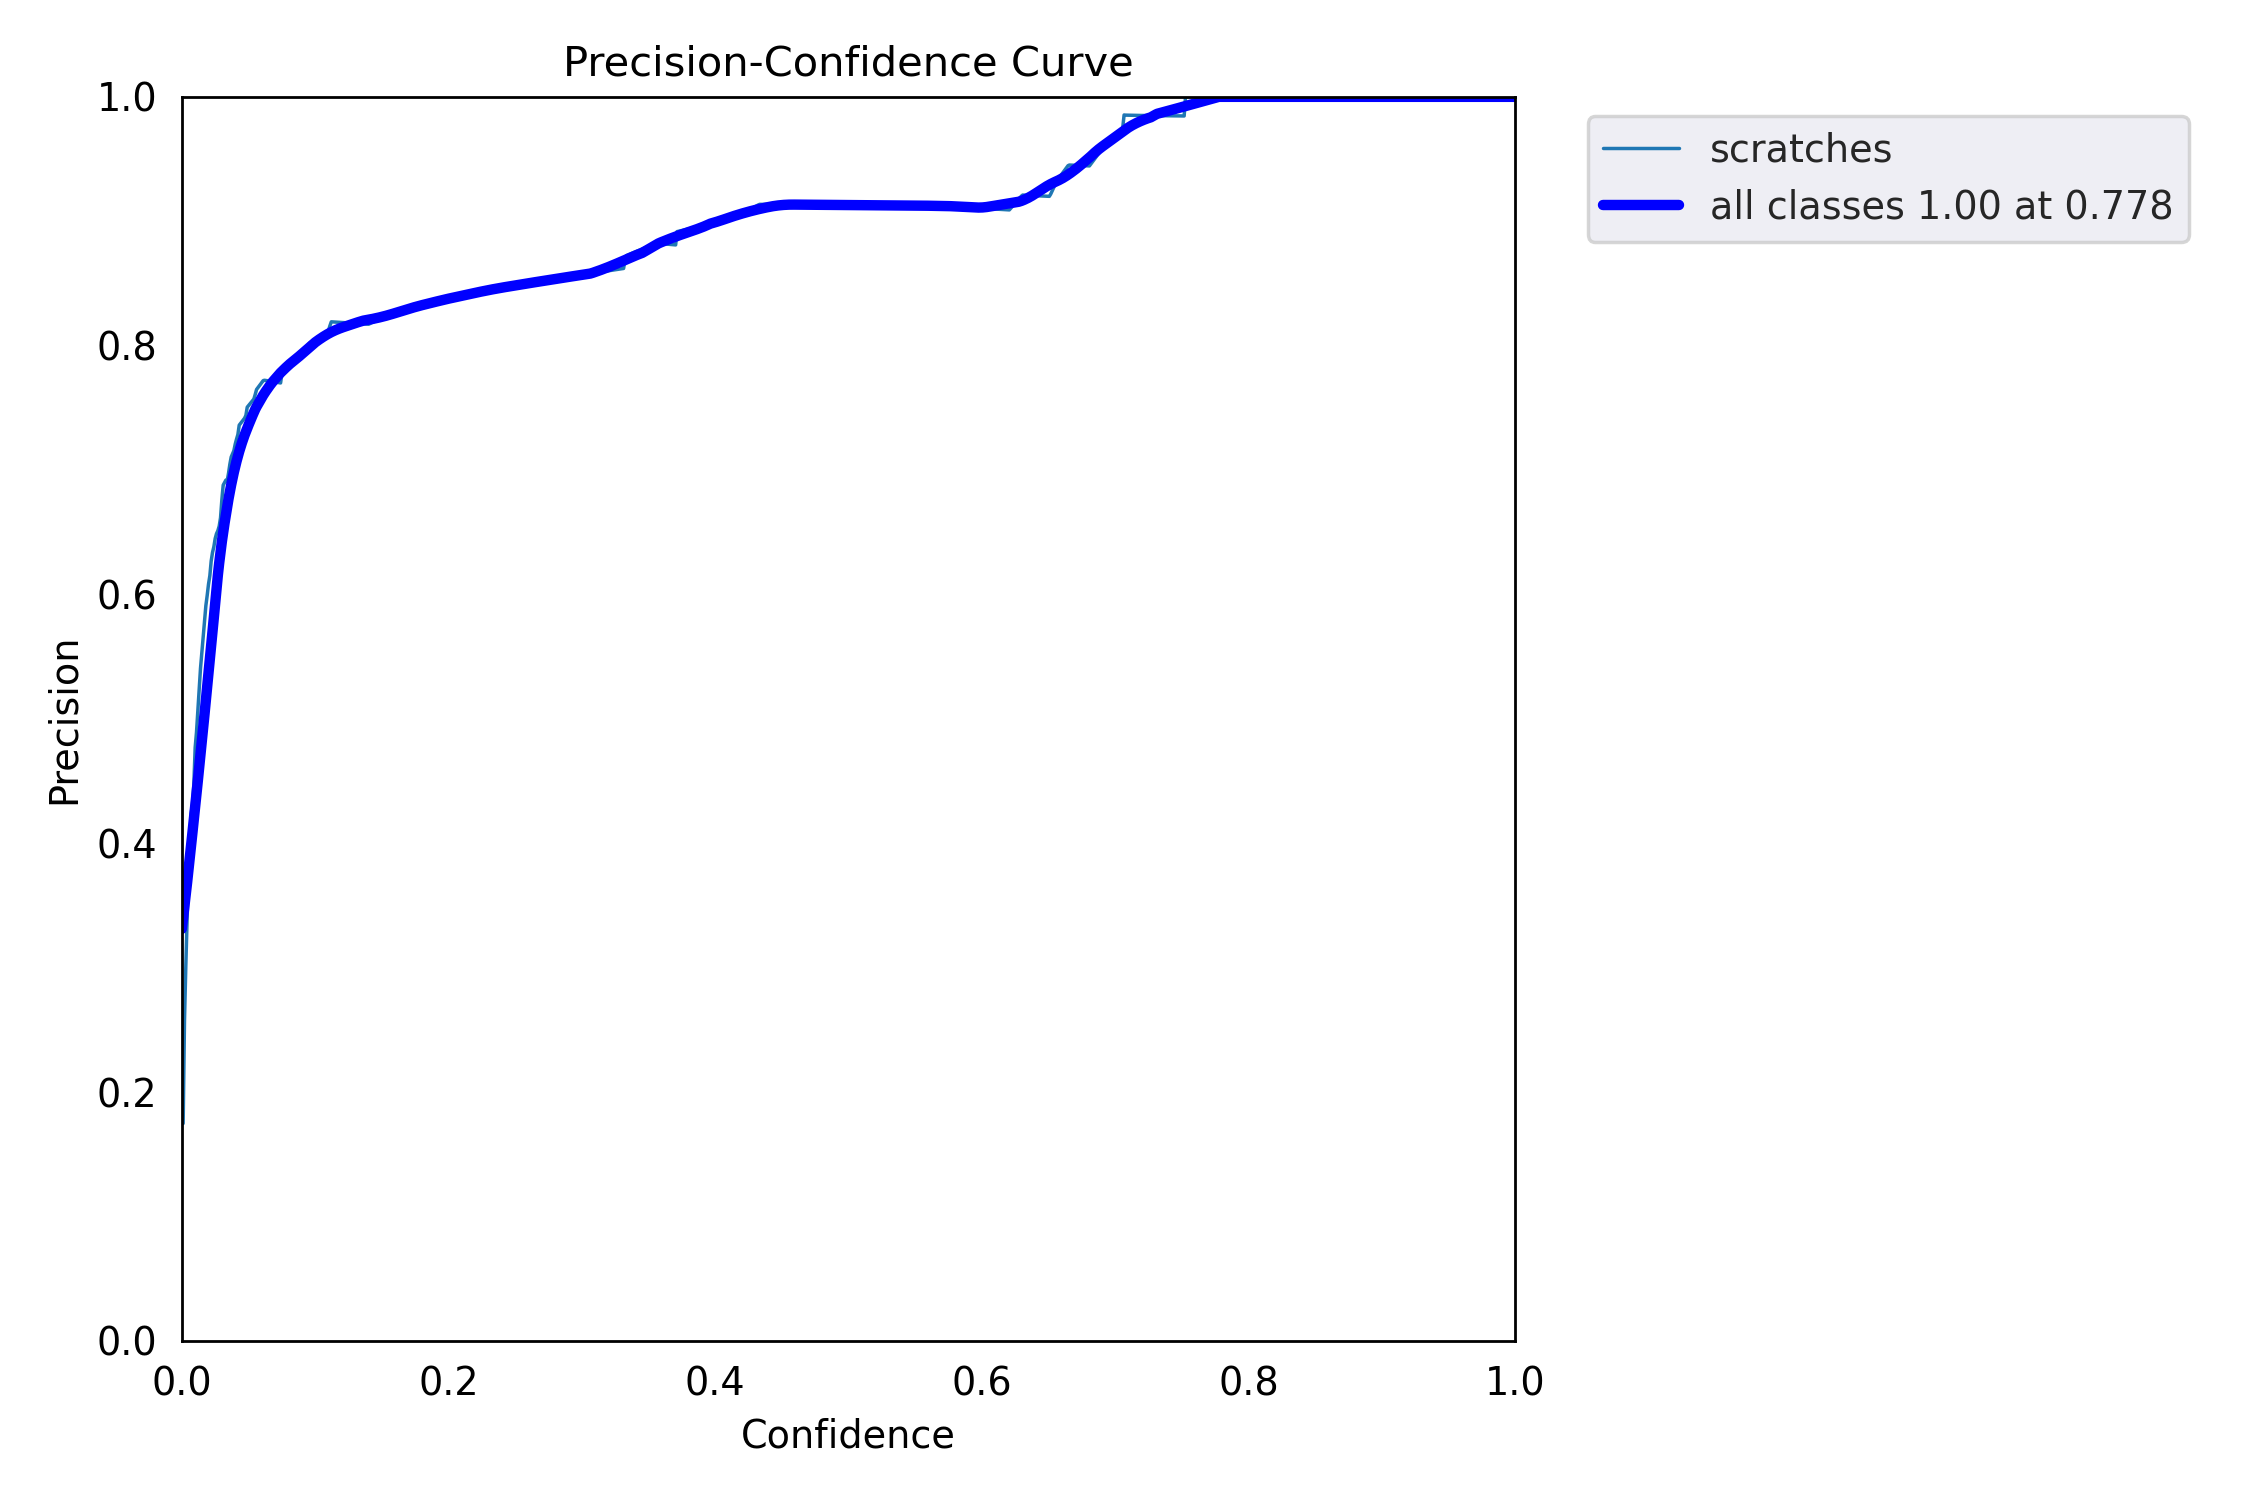 Precision-Confidence Curve
1.0
0.8
0.6
0.4
0.2
0.0
Precision
0.0 0.2 0.4 0.6 0.8 1.0
Confidence
scratches
all classes 1.00 at 0.778